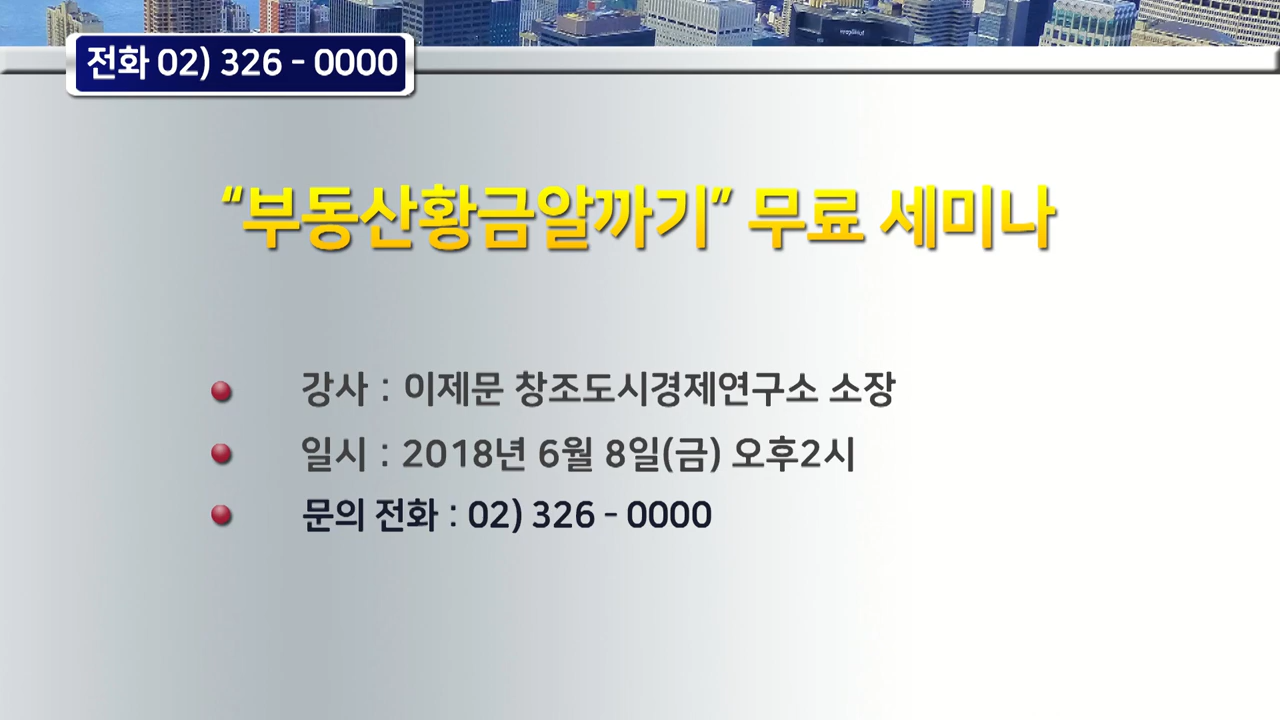 전화 02) 326 - 0000
“부동산황금알까기” 무료 세미나
강사 : 이제문 창조도시경제연구소 소장
일시 : 2018년 6월 8일(금) 오후2시
문의 전화 : 02) 326 - 0000